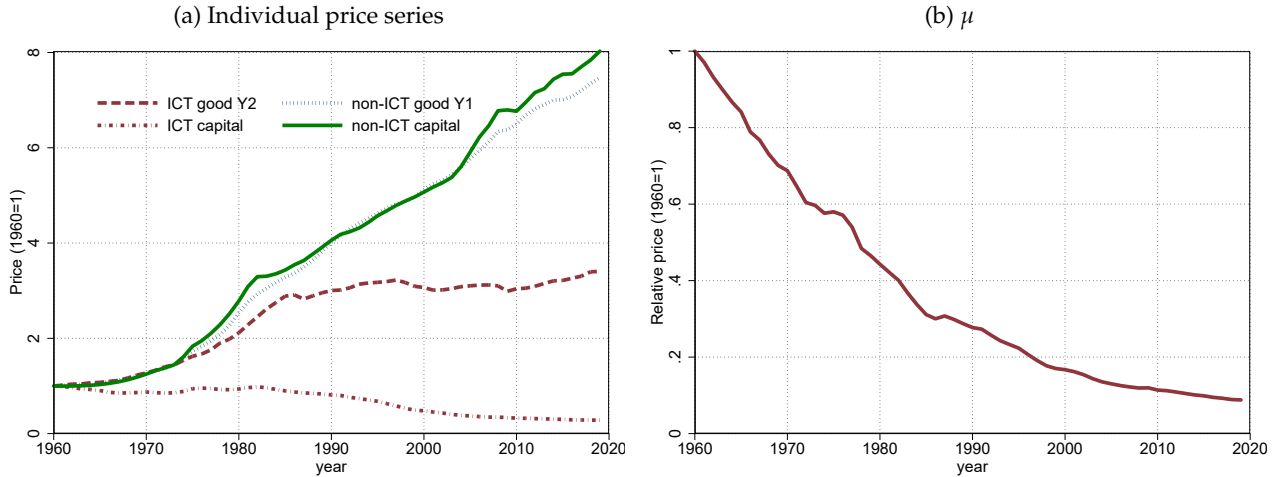 (a) Individual price series
Price (1960=1)
8
6
4
2
0
ICT good Y2
non-ICT good Y1
ICT capital
non-ICT capital
1960 1970 1980 1990 2000 2010 2020
year
(b) μ
Relative price (1960=1)
1
.8
.6
.4
.2
0
1960 1970 1980 1990 2000 2010 2020
year